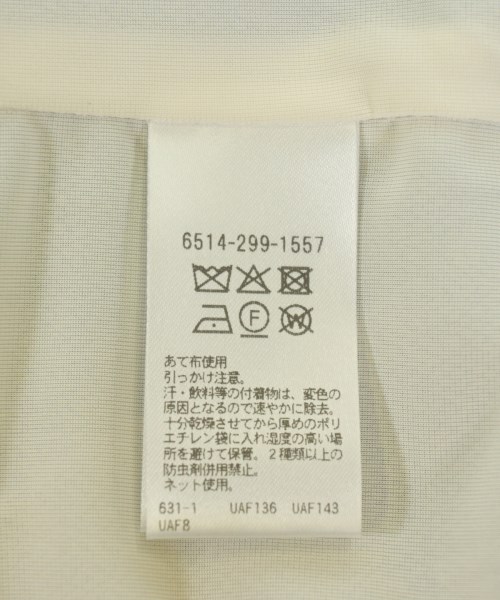 6514-299-1557
F W
あて布使用
引っかけ注意。
汗・飲料等の付着物は、変色の
原因となるので速やかに除去。
十分乾燥させてから厚めのポリ
エチレン袋に入れ湿度の高い場
所を避けて保管。2種類以上の
防虫剤併用禁止。
ネット使用。
631-1 UAF136 UAF143
UAF8